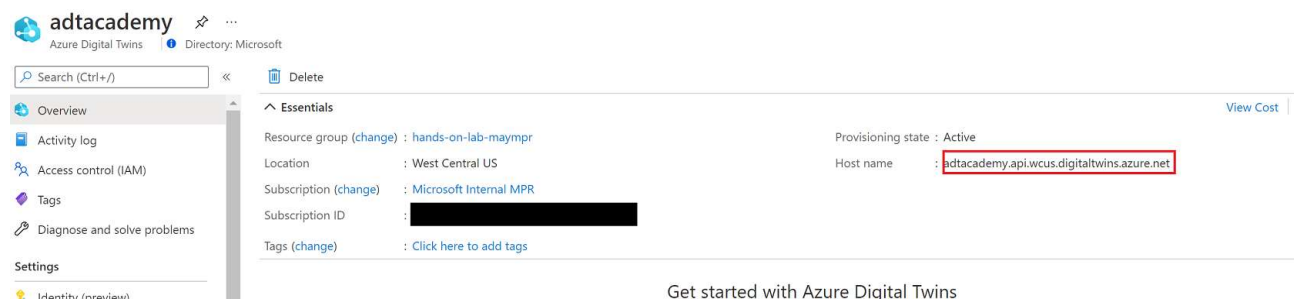 adtacademy
Azure Digital Twins
Directory: Microsoft
Search (Ctrl+/)
«
Delete
Overview
Activity log
Access control (IAM)
Tags
Diagnose and solve problems
Settings
Identity (preview)
Essentials
View Cost
Resource group (change) : hands-on-lab-maympr
Location : West Central US
Subscription (change) : Microsoft Internal MPR
Subscription ID :
Tags (change) : Click here to add tags
Provisioning state : Active
Host name : adtacademy.api.wcus.digitaltwins.azure.net
Get started with Azure Digital Twins